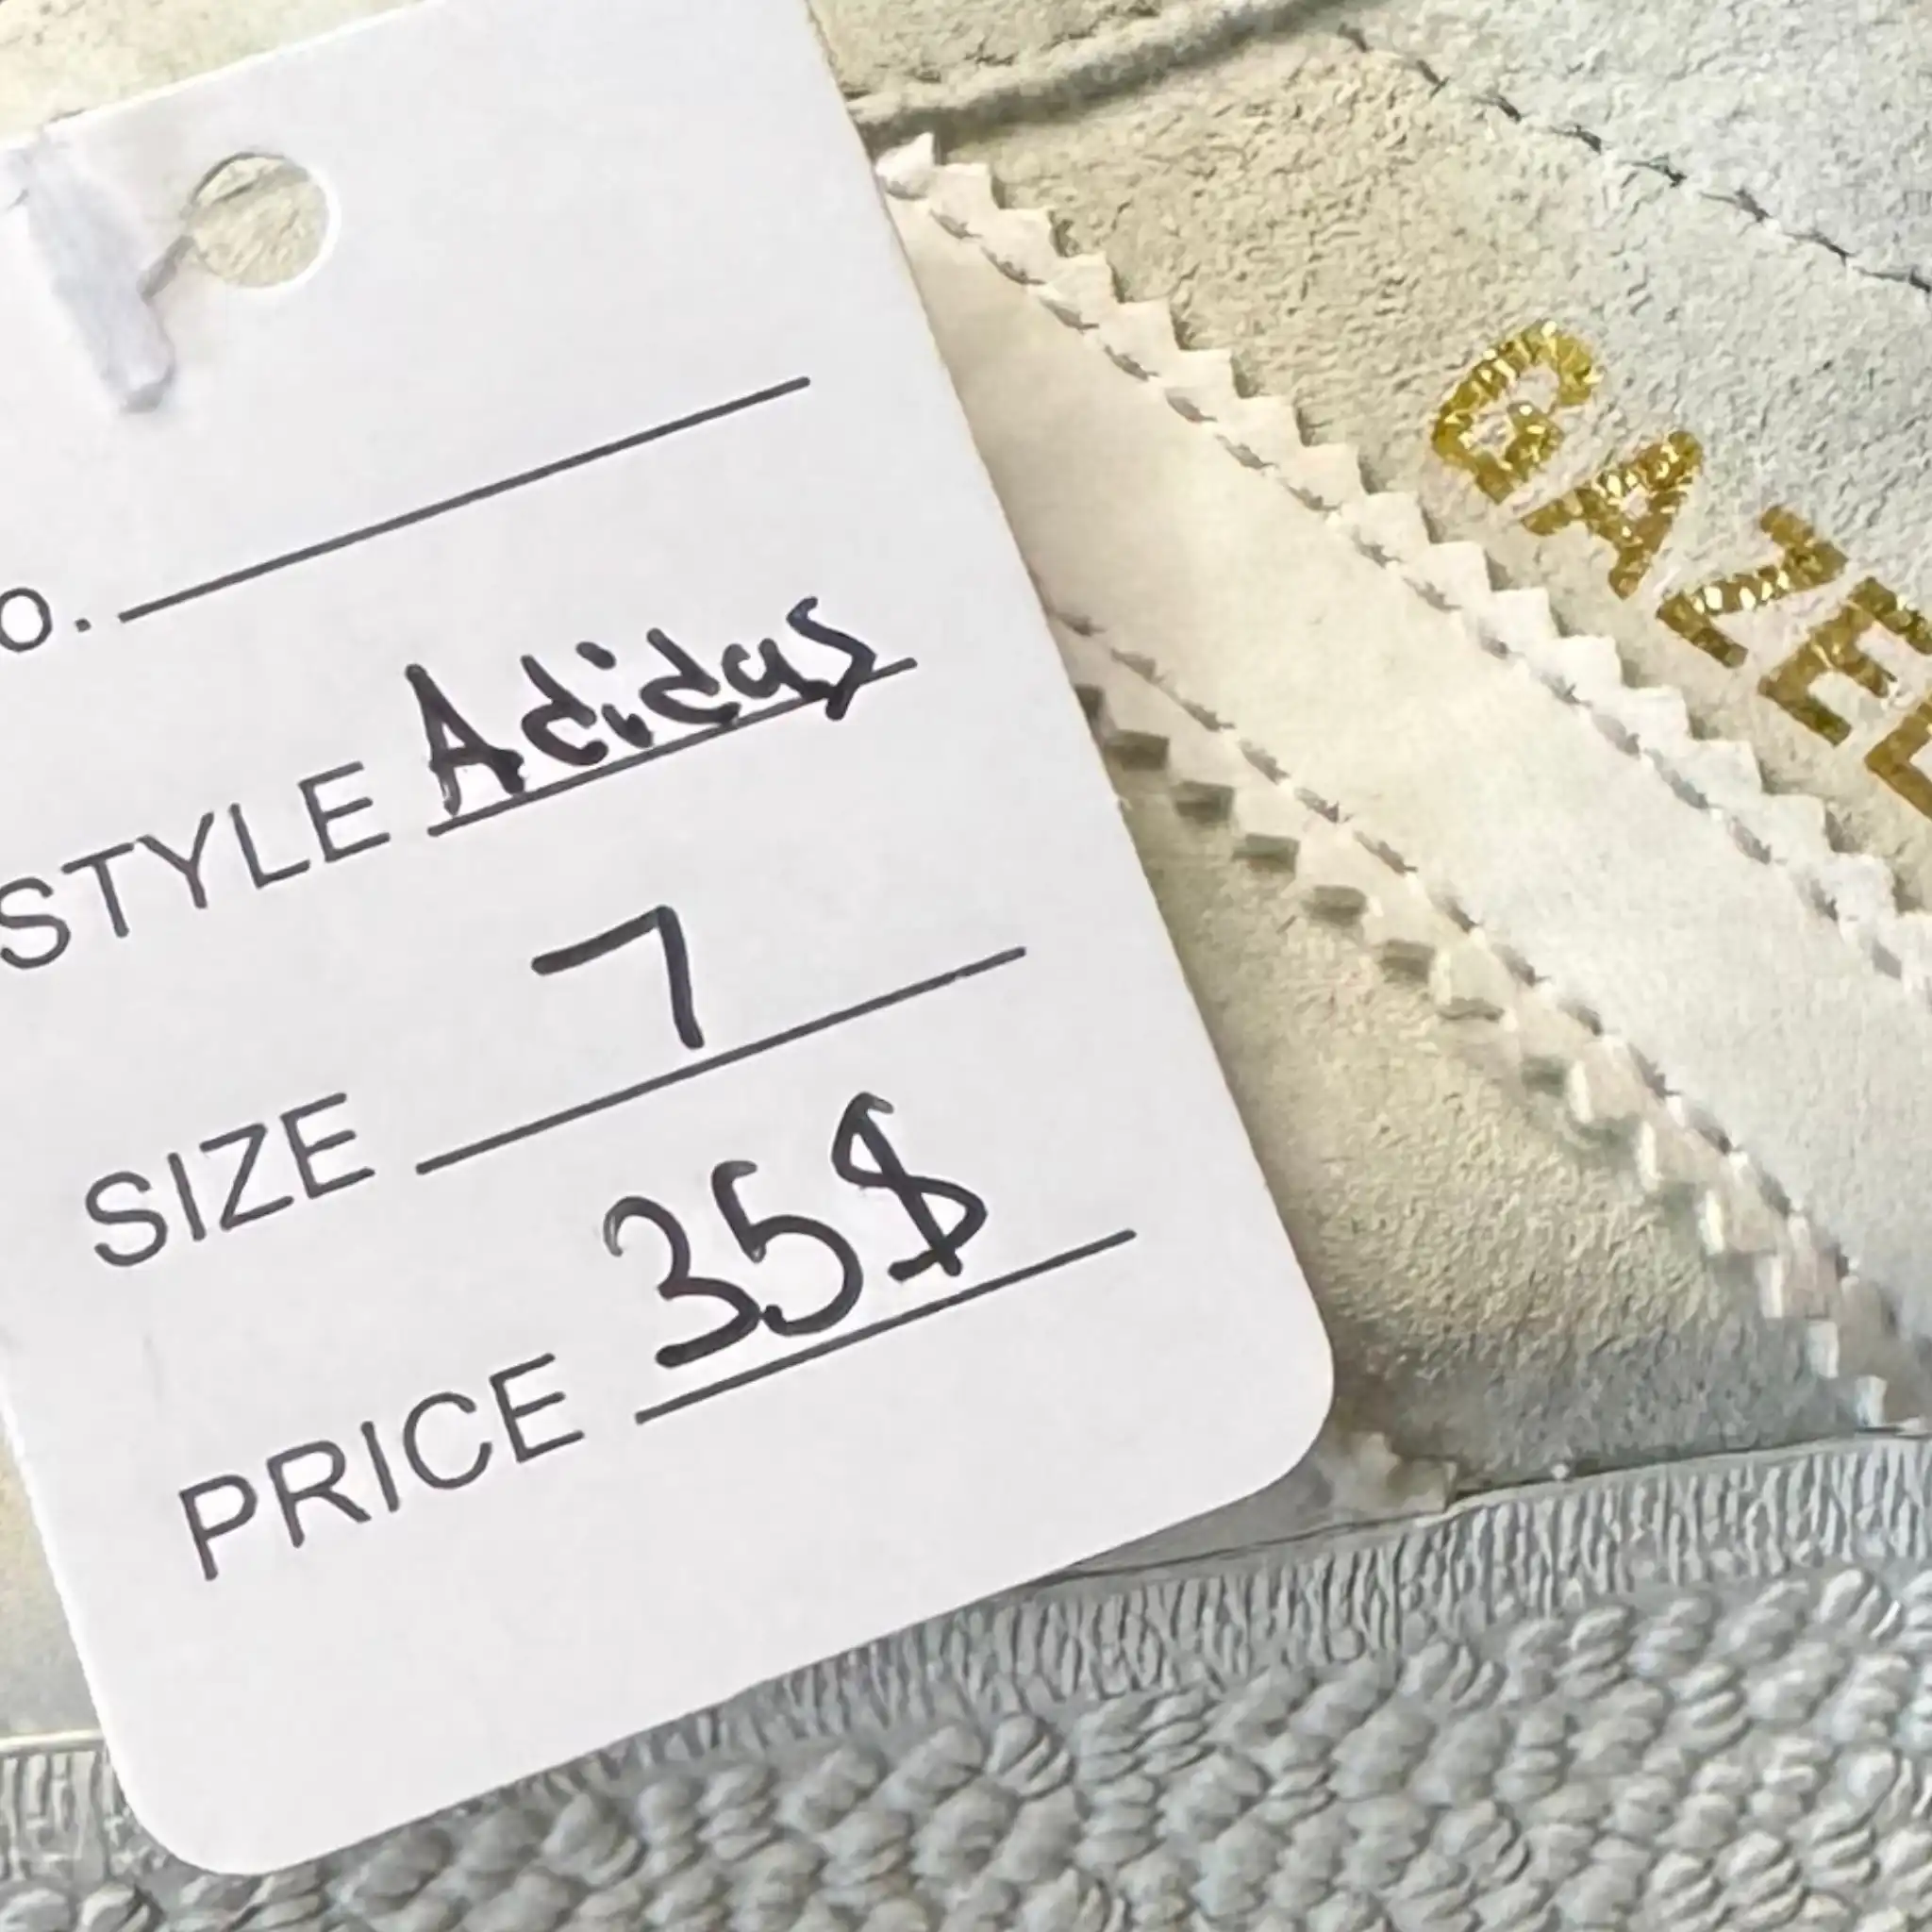 o.
STYLE Adidas
SIZE 7
PRICE 35$
GAZE